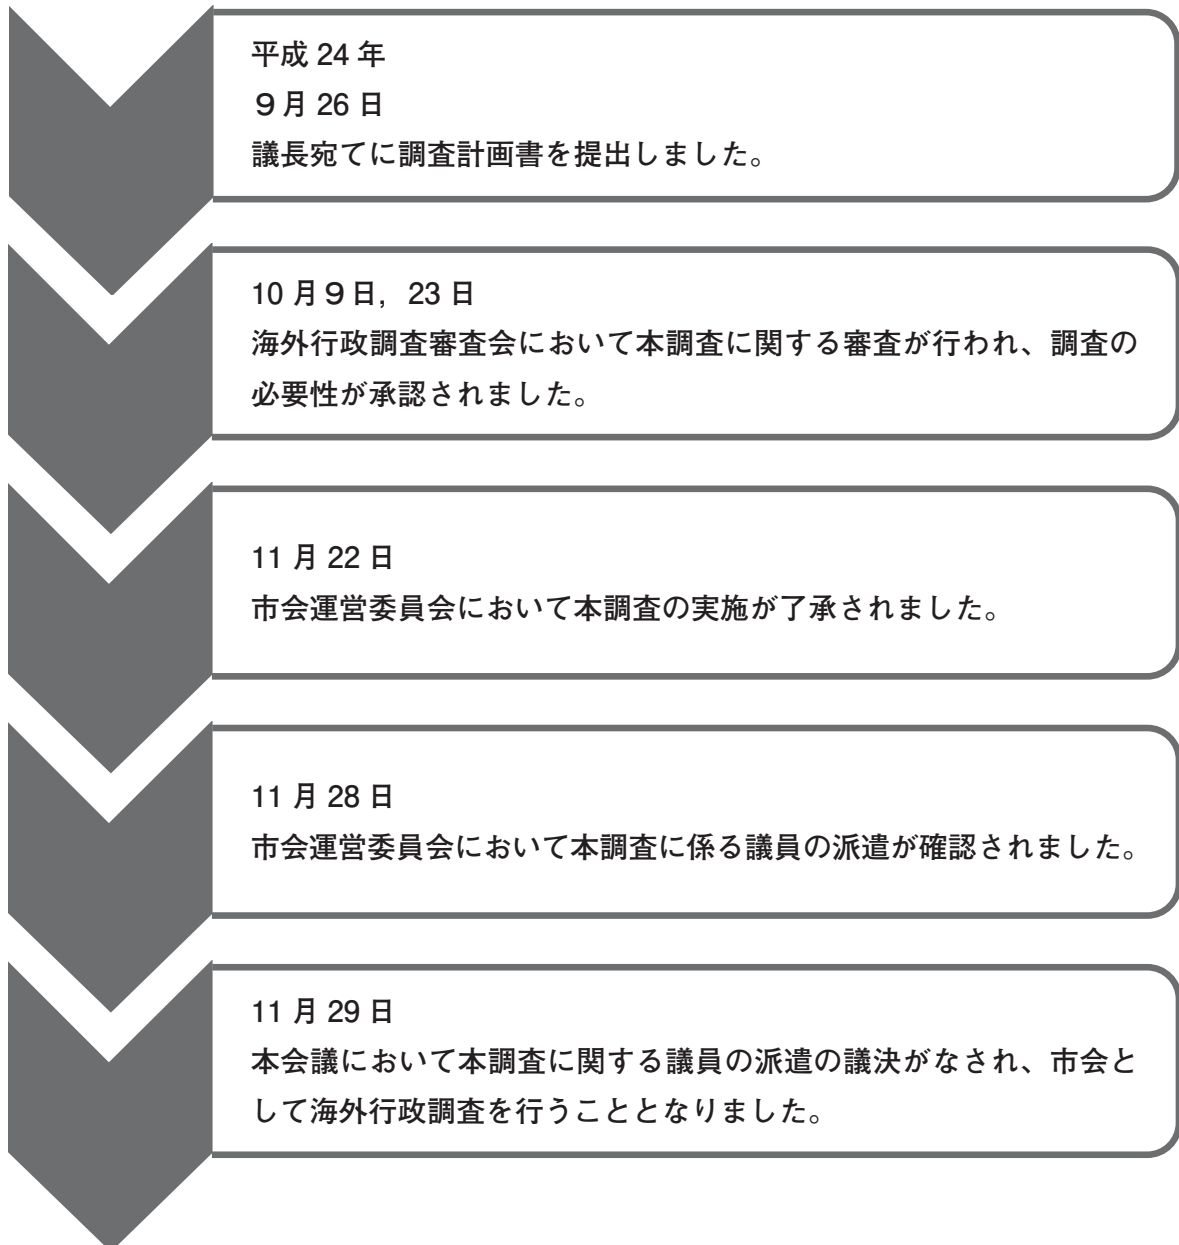 平成 24 年
９月 26 日
議長宛てに調査計画書を提出しました。
10 月９日，23 日
海外行政調査審査会において本調査に関する審査が行われ、調査の
必要性が承認されました。
11 月 22 日
市会運営委員会において本調査の実施が了承されました。
11 月 28 日
市会運営委員会において本調査に係る議員の派遣が確認されました。
11 月 29 日
本会議において本調査に関する議員の派遣の議決がなされ、市会と
して海外行政調査を行うこととなりました。